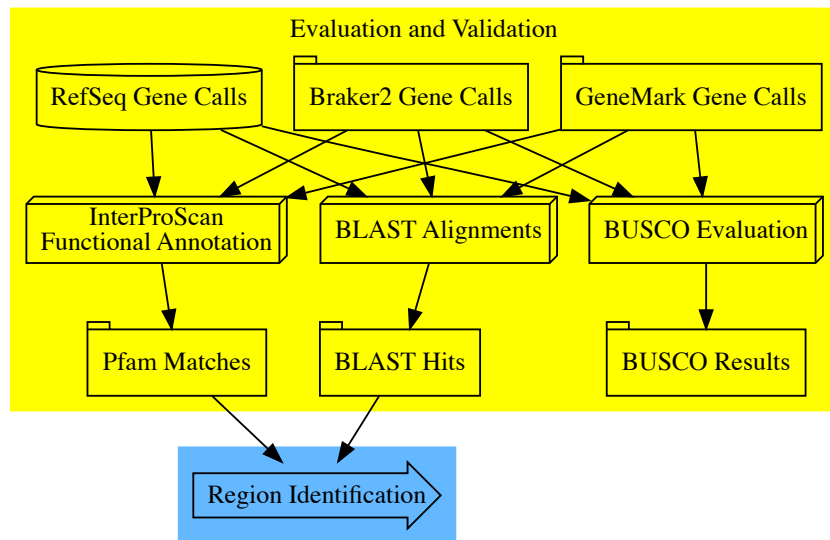 Evaluation and Validation
RefSeq Gene Calls
Braker2 Gene Calls
GeneMark Gene Calls
InterProScan
Functional Annotation
BLAST Alignments
BUSCO Evaluation
Pfam Matches
BLAST Hits
BUSCO Results
Region Identification